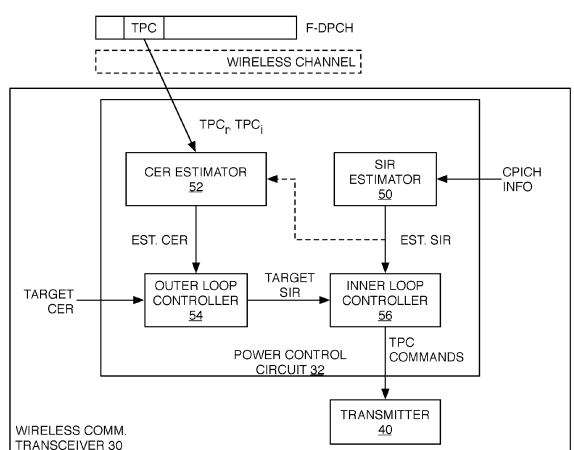 TPC
F-DPCH
WIRELESS CHANNEL
TPCr, TPCi
CER ESTIMATOR
52
SIR
ESTIMATOR
50
CPICH
INFO
EST. CER
EST. SIR
TARGET
CER
OUTER LOOP
CONTROLLER
54
TARGET
SIR
INNER LOOP
CONTROLLER
56
POWER CONTROL
CIRCUIT 32
TPC
COMMANDS
TRANSMITTER
40
WIRELESS COMM.
TRANSCEIVER 30